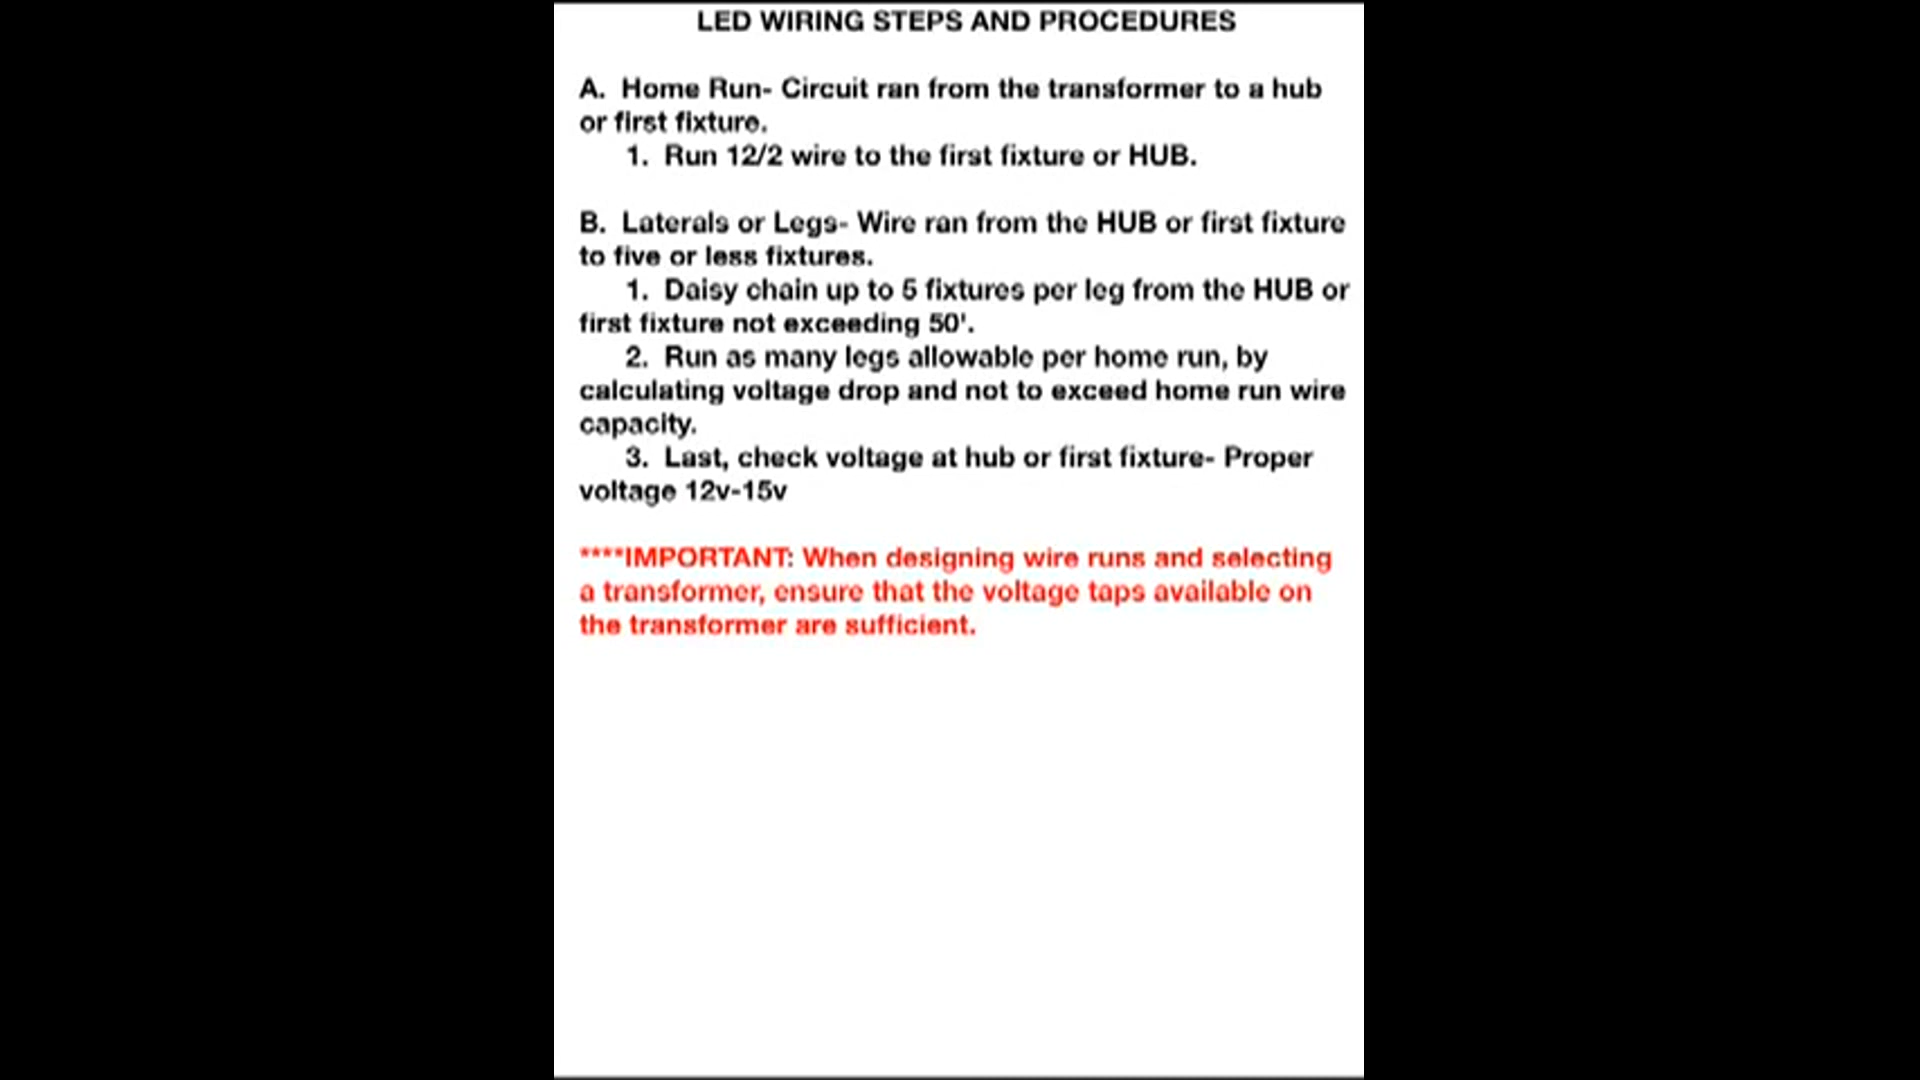 LED WIRING STEPS AND PROCEDURES
A. Home Run- Circuit ran from the transformer to a hub
or first fixture.
1. Run 12/2 wire to the first fixture or HUB.
B. Laterals or Legs- Wire ran from the HUB or first fixture
to five or less fixtures.
1. Daisy chain up to 5 fixtures per leg from the HUB or
first fixture not exceeding 50'.
2. Run as many legs allowable per home run, by
calculating voltage drop and not to exceed home run wire
capacity.
3. Last, check voltage at hub or first fixture- Proper
voltage 12v-15v
****IMPORTANT: When designing wire runs and selecting
a transformer, ensure that the voltage taps available on
the transformer are sufficient.